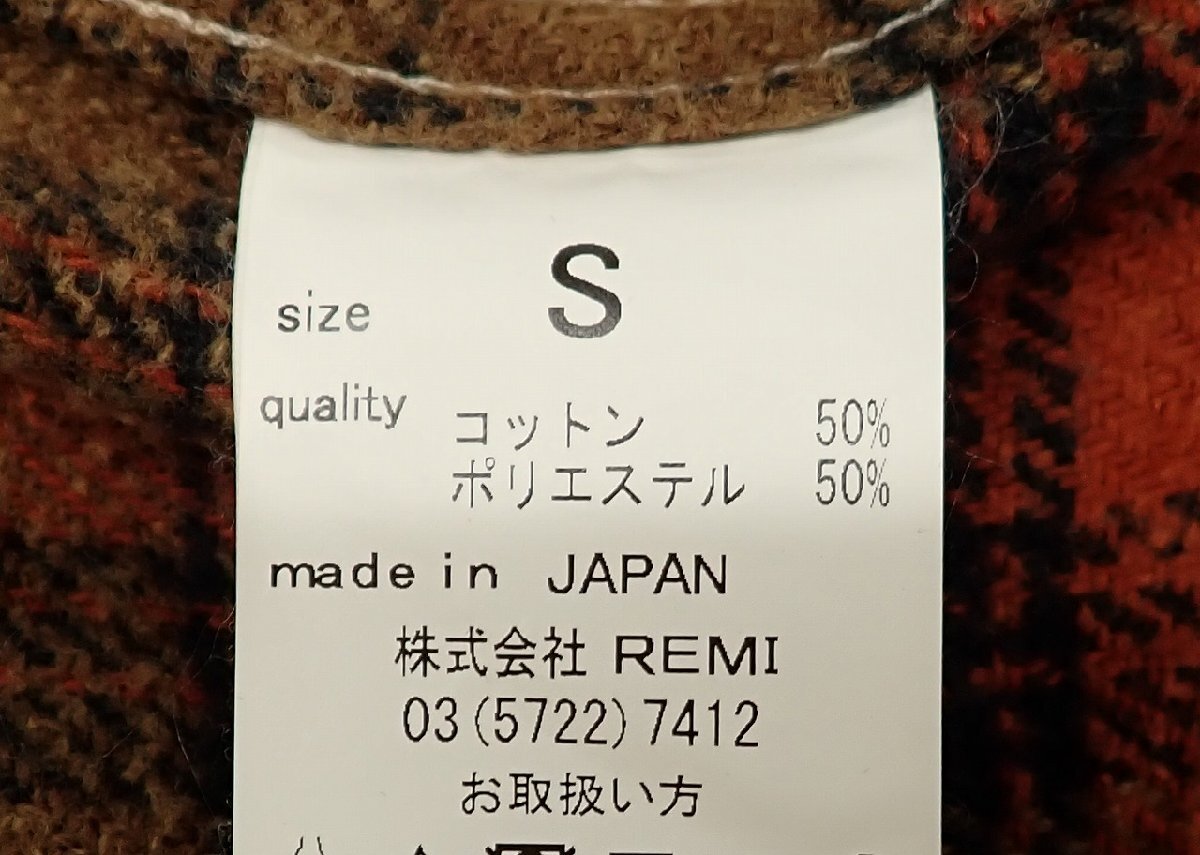 size S
quality コットン 50%
ポリエステル 50%
made in JAPAN
株式会社 REMI
03(5722)7412
お取扱い方